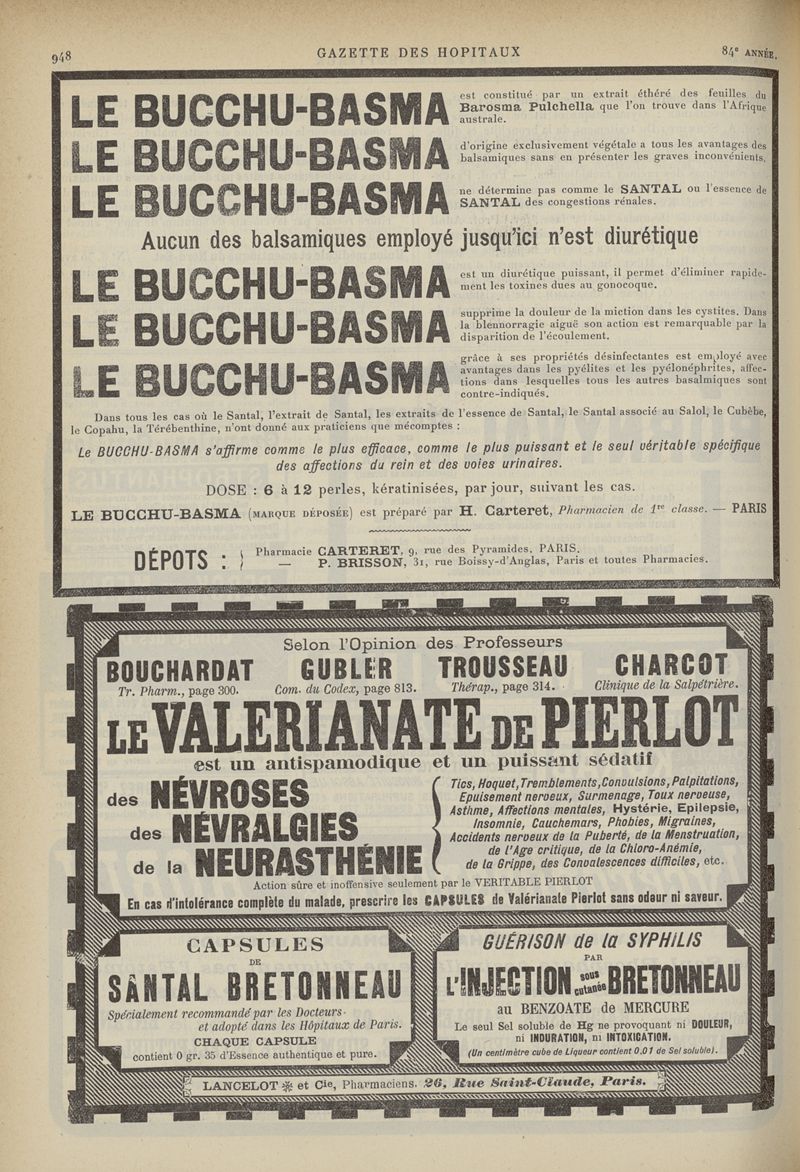 948
GAZETTE DES HOPITAUX
84e ANNÉE.
LE BUCCHU-BASMA
est constitué par un extrait éthéré des feuilles du
Barosma Pulchella que l'on trouve dans l'Afrique
australe.
LE BUCCHU-BASMA
d'origine exclusivement végétale a tous les avantages des
balsamiques sans en présenter les graves inconvénients.
LE BUCCHU-BASMA
ne détermine pas comme le SANTAL ou l'essence de
SANTAL des congestions rénales.
Aucun des balsamiques employé jusqu'ici n'est diurétique
LE BUCCHU-BASMA
est un diurétique puissant, il permet d'éliminer rapide-
ment les toxines dues au gonocoque.
LE BUCCHU-BASMA
supprime la douleur de la miction dans les cystites. Dans
la blennorragie aiguë son action est remarquable par la
disparition de l'écoulement.
LE BUCCHU-BASMA
grâce à ses propriétés désinfectantes est employé avec
avantages dans les pyélites et les pyélonéphrites, affec-
tions dans lesquelles tous les autres basalmiques sont
contre-indiqués.
Dans tous les cas où le Santal, l'extrait de Santal, les extraits de l'essence de Santal, le Santal associé au Salol, le Cubèbe,
le Copahu, la Térébenthine, n'ont donné aux praticiens que mécomptes :
Le BUCCHU-BASMA s'affirme comme le plus efficace, comme le plus puissant et le seul véritable spécifique
des affections du rein et des voies urinaires.
DOSE : 6 à 12 perles, kératinisées, par jour, suivant les cas.
LE BUCCHU-BASMA (MARQUE DÉPOSÉE) est préparé par H. Carteret, Pharmacien de 1re classe. — PARIS
DÉPOTS :
Pharmacie CARTERET, 9, rue des Pyramides, PARIS.
— P. BRISSON, 31, rue Boissy-d'Anglas, Paris et toutes Pharmacies.
Selon l'Opinion des Professeurs
BOUCHARDAT GUBLER TROUSSEAU CHARCOT
Tr. Pharm., page 300. Com. du Codex, page 813. Thérap., page 314. Clinique de la Salpétrière.
LE VALERIANATE DE PIERLOT
est un antispamodique et un puissant sédatif
des NÉVROSES
des NÉVRALGIES
de la NEURASTHÉNIE
Tics, Hoquet, Tremblements, Convulsions, Palpitations,
Epuisement nerveux, Surmenage, Toux nerveuse,
Asthme, Affections mentales, Hystérie, Epilepsie,
Insomnie, Cauchemars, Phobies, Migraines,
Accidents nerveux de la Puberté, de la Menstruation,
de l'Age critique, de la Chloro-Anémie,
de la Grippe, des Convalescences difficiles, etc.
Action sûre et inoffensive seulement par le VERITABLE PIERLOT
En cas d'intolérance complète du malade, prescrire les CAPSULES de Valérianate Pierlot sans odeur ni saveur.
CAPSULES
DE
SANTAL BRETONNEAU
Spécialement recommandé par les Docteurs
et adopté dans les Hôpitaux de Paris.
CHAQUE CAPSULE
contient 0 gr. 35 d'Essence authentique et pure.
GUÉRISON de la SYPHILIS
PAR
L'INJECTION sous cutanée BRETONNEAU
au BENZOATE de MERCURE
Le seul Sel soluble de Hg ne provoquant ni DOULEUR,
ni INDURATION, ni INTOXICATION.
(Un centimètre cube de Liqueur contient 0,01 de Sel soluble).
LANCELOT et Cie, Pharmaciens, 26, Rue Saint-Claude, Paris.